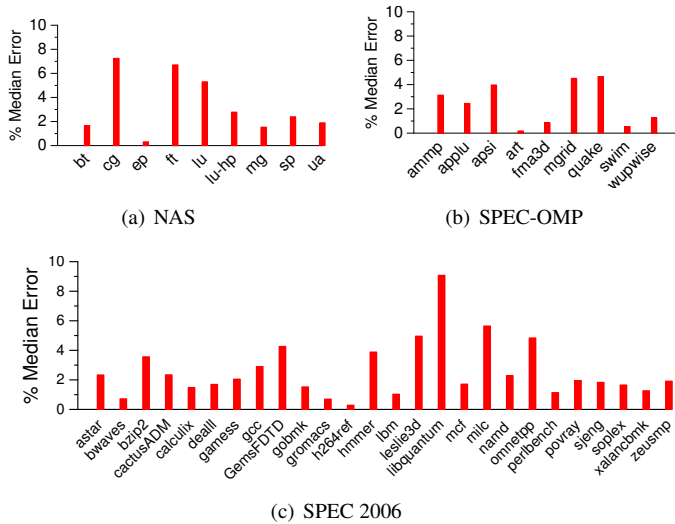 % Median Error
10
8
6
4
2
0
bt
cg
ep
ft
lu
lu-hp
mg
sp
ua
(a) NAS
% Median Error
10
8
6
4
2
0
ammp
applu
apsi
art
fma3d
mgrid
quake
swim
wupwise
(b) SPEC-OMP
% Median Error
10
8
6
4
2
0
astar
bwaves
bzip2
cactusADM
calculix
dealII
gamess
gcc
GemsFDTD
gobmk
gromacs
h264ref
hmmer
lbm
leslie3d
libquantum
mcf
milc
namd
omnetpp
perlbench
povray
sjeng
soplex
xalancbmk
zeusmp
(c) SPEC 2006